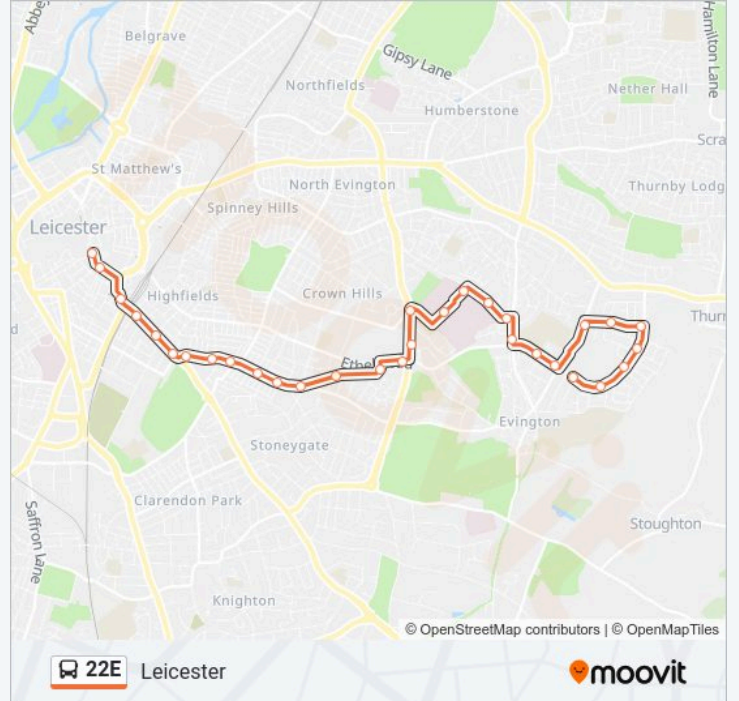 Abbey
Belgrave
Gipsy Lane
Hamilton Lane
Northfields
Nether Hall
Humberstone
Scra
St Matthew's
North Evington
Thurnby Lodg
Spinney Hills
Leicester
Highfields
Crown Hills
Thurn
d
Evington
Stoneygate
Clarendon Park
Saffron Lane
Stoughton
Knighton
© OpenStreetMap contributors | © OpenMapTiles
22E Leicester
moovit